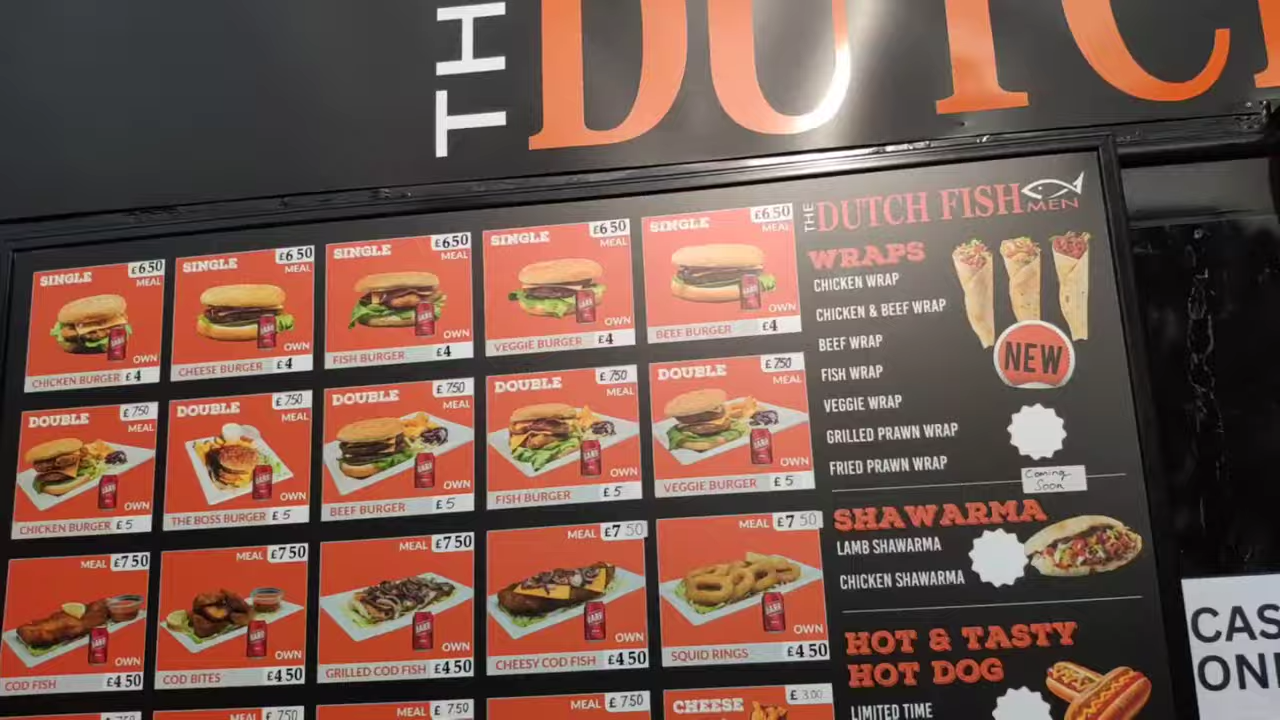 THE DUTC
SINGLE
£6.50
MEAL
OWN
CHICKEN BURGER £4
SINGLE
£6.50
MEAL
OWN
CHEESE BURGER £4
SINGLE
£6.50
MEAL
OWN
FISH BURGER £4
SINGLE
£6.50
MEAL
OWN
VEGGIE BURGER £4
SINGLE
£6.50
MEAL
OWN
BEEF BURGER £4
DOUBLE
£7.50
MEAL
OWN
CHICKEN BURGER £5
DOUBLE
£7.50
MEAL
OWN
THE BOSS BURGER £5
DOUBLE
£7.50
MEAL
OWN
BEEF BURGER £5
DOUBLE
£7.50
MEAL
OWN
FISH BURGER £5
DOUBLE
£7.50
MEAL
OWN
VEGGIE BURGER £5
MEAL £7.50
OWN
COD FISH £4.50
MEAL £7.50
OWN
COD BITES £4.50
MEAL £7.50
OWN
GRILLED COD FISH £4.50
MEAL £7.50
OWN
CHEESY COD FISH £4.50
MEAL £7.50
OWN
SQUID RINGS £4.50
MEAL £7.50
MEAL £7.50
MEAL £7.50
CHEESE £3.00
THE DUTCH FISH MEN
WRAPS
CHICKEN WRAP
CHICKEN & BEEF WRAP
BEEF WRAP
FISH WRAP
VEGGIE WRAP
GRILLED PRAWN WRAP
FRIED PRAWN WRAP
NEW
Coming
Soon
SHAWARMA
LAMB SHAWARMA
CHICKEN SHAWARMA
HOT & TASTY
HOT DOG
LIMITED TIME
CAS
ONL